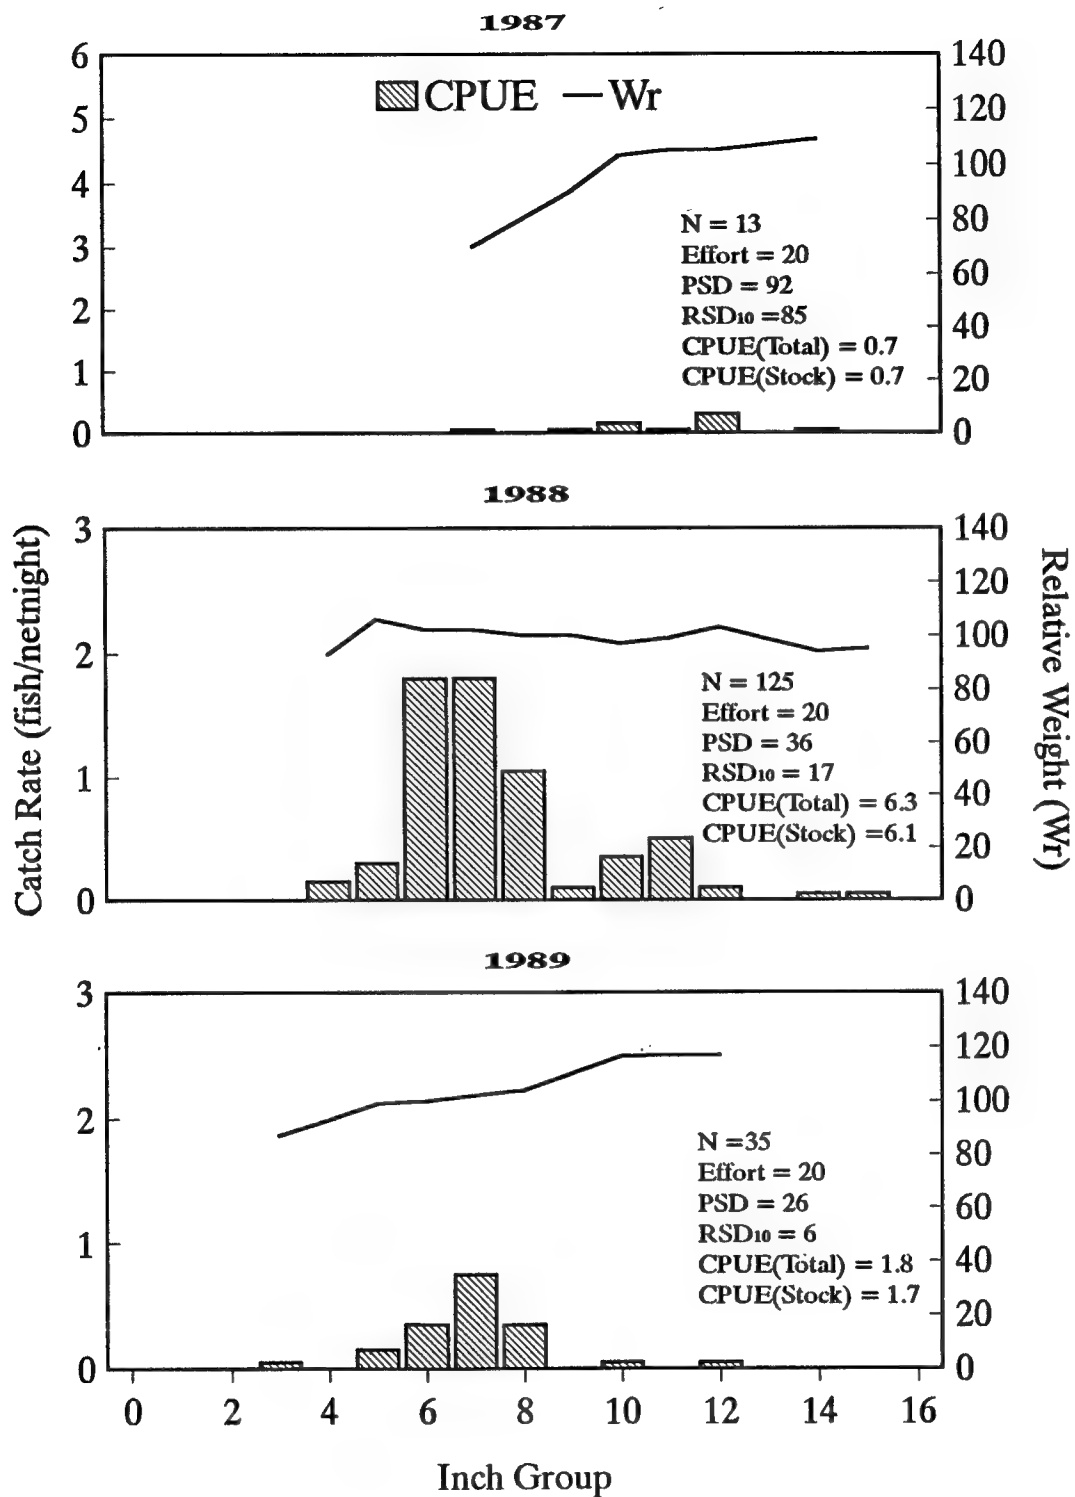 1987
6
5
4
3
2
1
0
140
120
100
80
60
40
20
0
CPUE Wr
N = 13
Effort = 20
PSD = 92
RSD10 =85
CPUE(Total) = 0.7
CPUE(Stock) = 0.7
1988
3
2
1
0
140
120
100
80
60
40
20
0
N = 125
Effort = 20
PSD = 36
RSD10 = 17
CPUE(Total) = 6.3
CPUE(Stock) =6.1
Catch Rate (fish/netnight)
Relative Weight (Wr)
1989
3
2
1
0
140
120
100
80
60
40
20
0
N =35
Effort = 20
PSD = 26
RSD10 = 6
CPUE(Total) = 1.8
CPUE(Stock) = 1.7
0 2 4 6 8 10 12 14 16
Inch Group